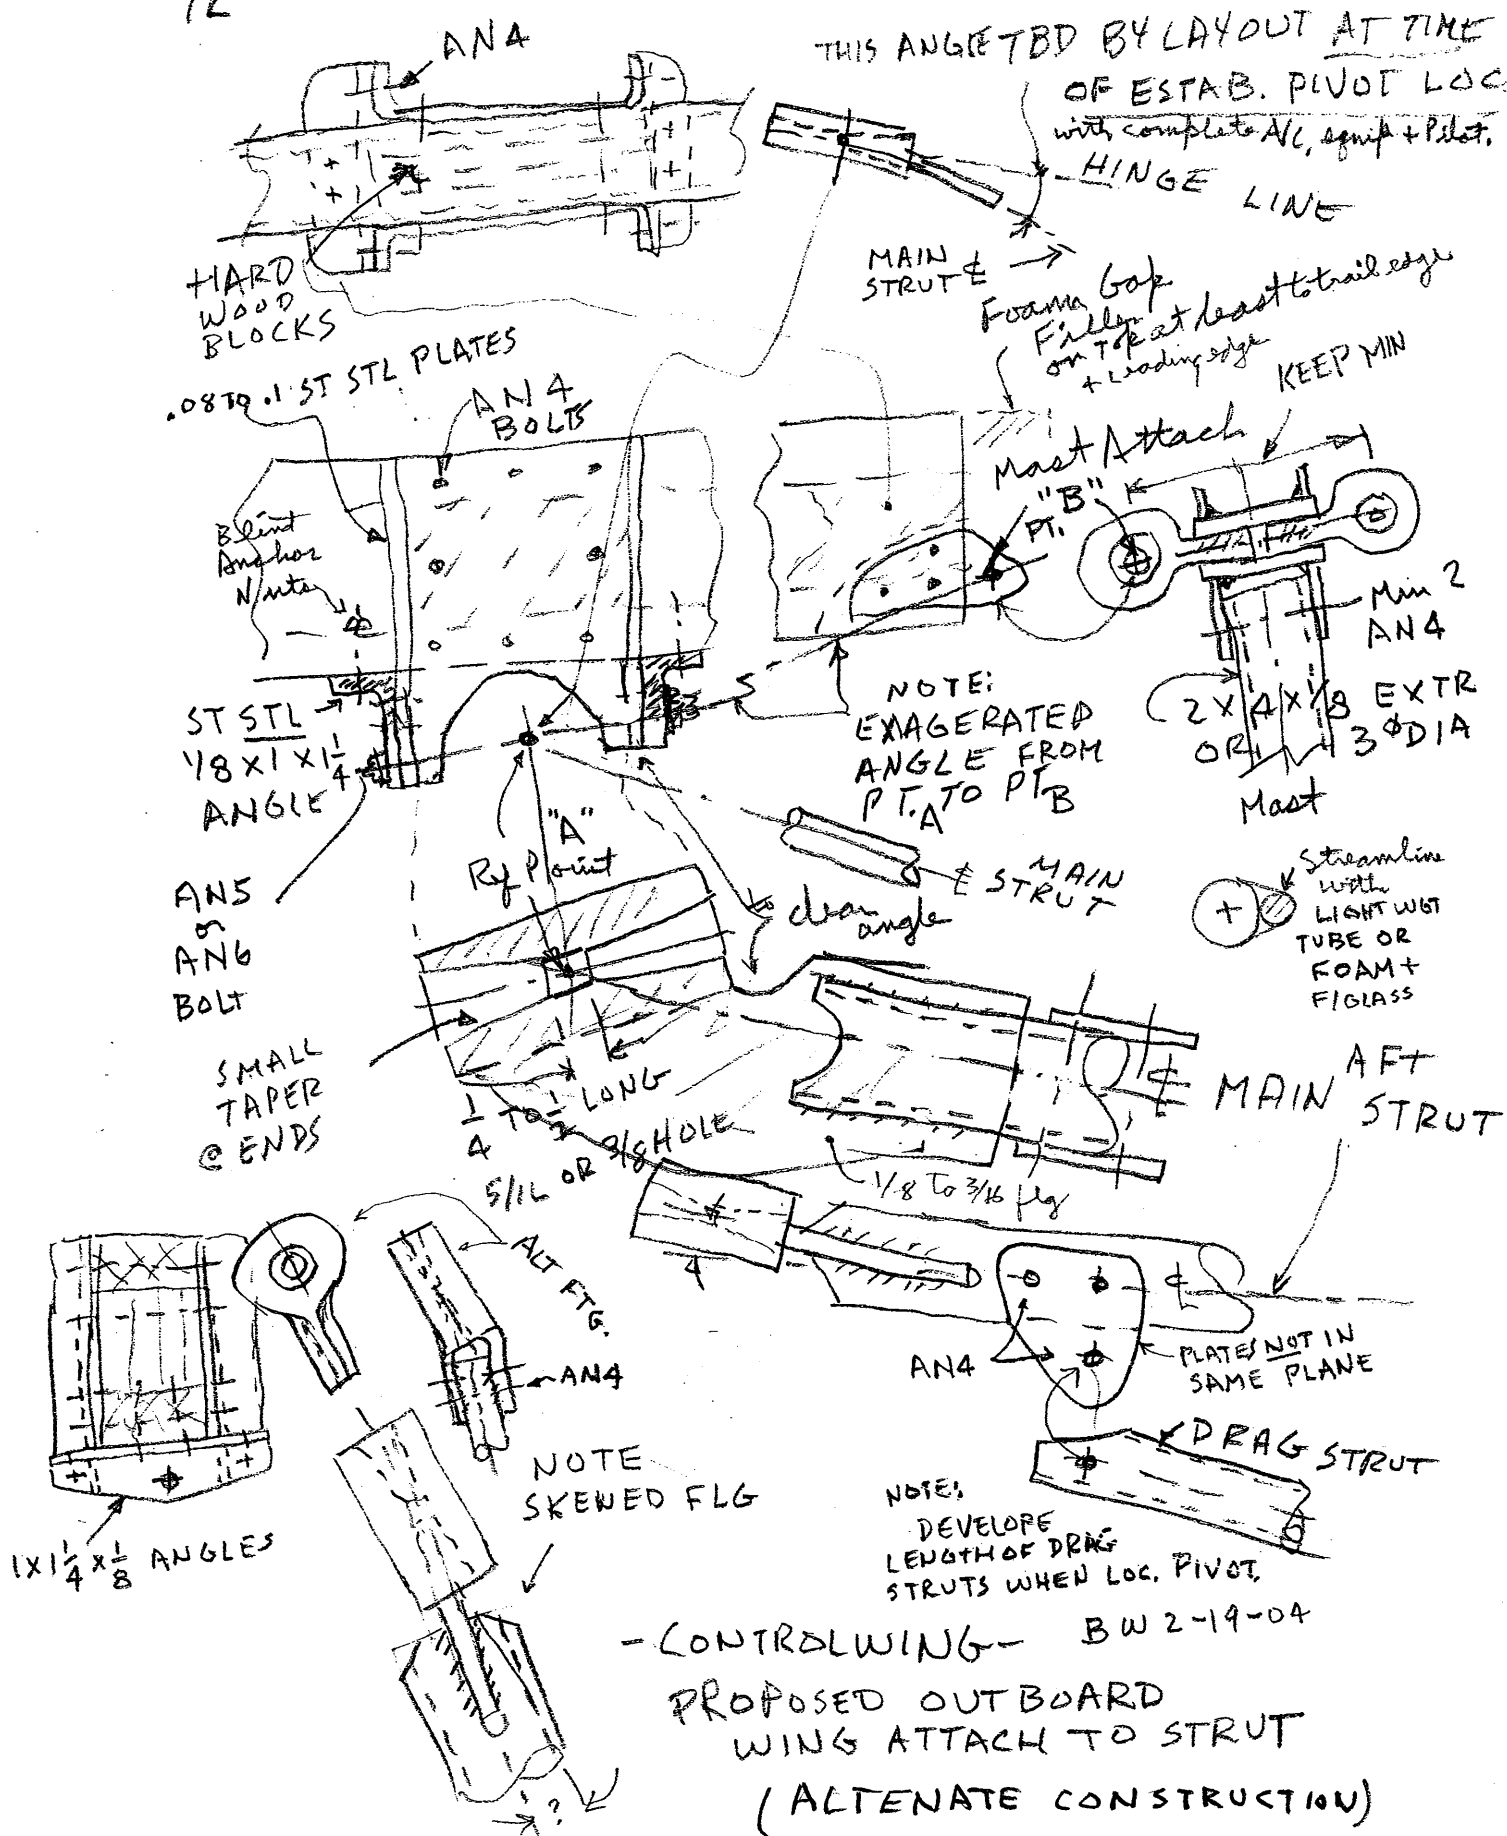 12
AN4
THIS ANGLE TBD BY LAYOUT AT TIME
OF ESTAB. PIVOT LOC.
with complete A/C, equip + Pilot.
HINGE LINE
MAIN
STRUT ℄
HARD
WOOD
BLOCKS
.08 TO .1 ST STL PLATES
AN4
BOLTS
Foam Gap
Filler
on Top at least to trail edge
+ Leading edge
KEEP MIN
Mast Attach
PT. "B"
Blind
Anchor
Nuts
Min 2
AN4
ST STL
1/8 x 1 x 1 1/4
ANGLE
NOTE:
EXAGERATED
ANGLE FROM
PT. A TO PT B
2 X 4 X 1/8 EXTR
OR 3 ϕ DIA
Mast
"A"
Ref Point
℄ MAIN
STRUT
clear
angle
Streamline
with
LIGHT WGT
TUBE OR
FOAM +
F/GLASS
AN5
or
AN6
BOLT
SMALL
TAPER
@ ENDS
1/4 TO 1/2 LONG
5/16 OR 3/8 HOLE
℄ MAIN AFT
STRUT
1/8 To 3/16 flg
4
ALT
FTG.
AN4
℄
AN4
PLATES NOT IN
SAME PLANE
DRAG STRUT
NOTE
SKEWED FLG
NOTE:
DEVELOPE
LENGTH OF DRAG
STRUTS WHEN LOC. PIVOT.
1 X 1 1/4 x 1/8 ANGLES
- CONTROLWING - BW 2-19-04
PROPOSED OUTBOARD
WING ATTACH TO STRUT
(ALTENATE CONSTRUCTION)
?